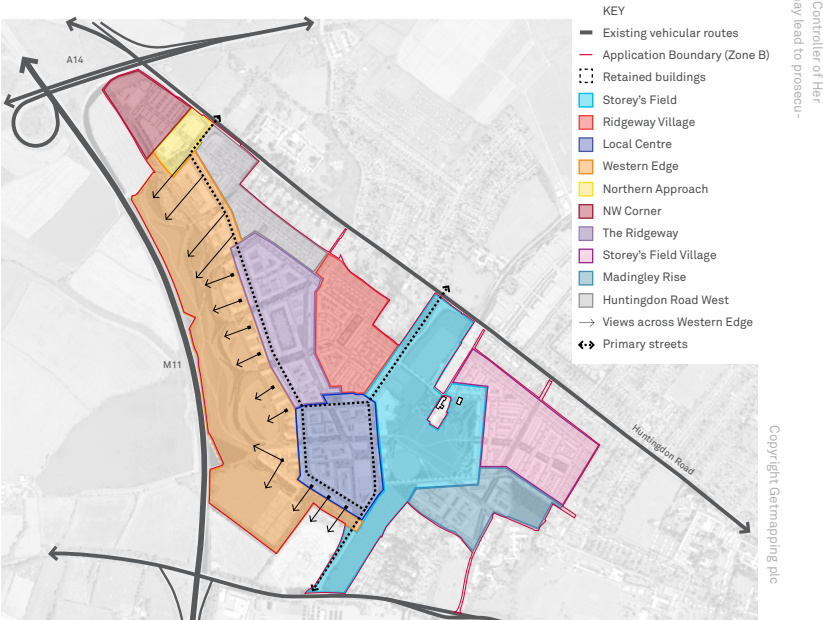 KEY
Existing vehicular routes
Application Boundary (Zone B)
Retained buildings
Storey's Field
Ridgeway Village
Local Centre
Western Edge
Northern Approach
NW Corner
The Ridgeway
Storey's Field Village
Madingley Rise
Huntingdon Road West
Views across Western Edge
Primary streets
A14
M11
Huntingdon Road
Controller of Her
ay lead to prosecu-
Copyright Getmapping plc